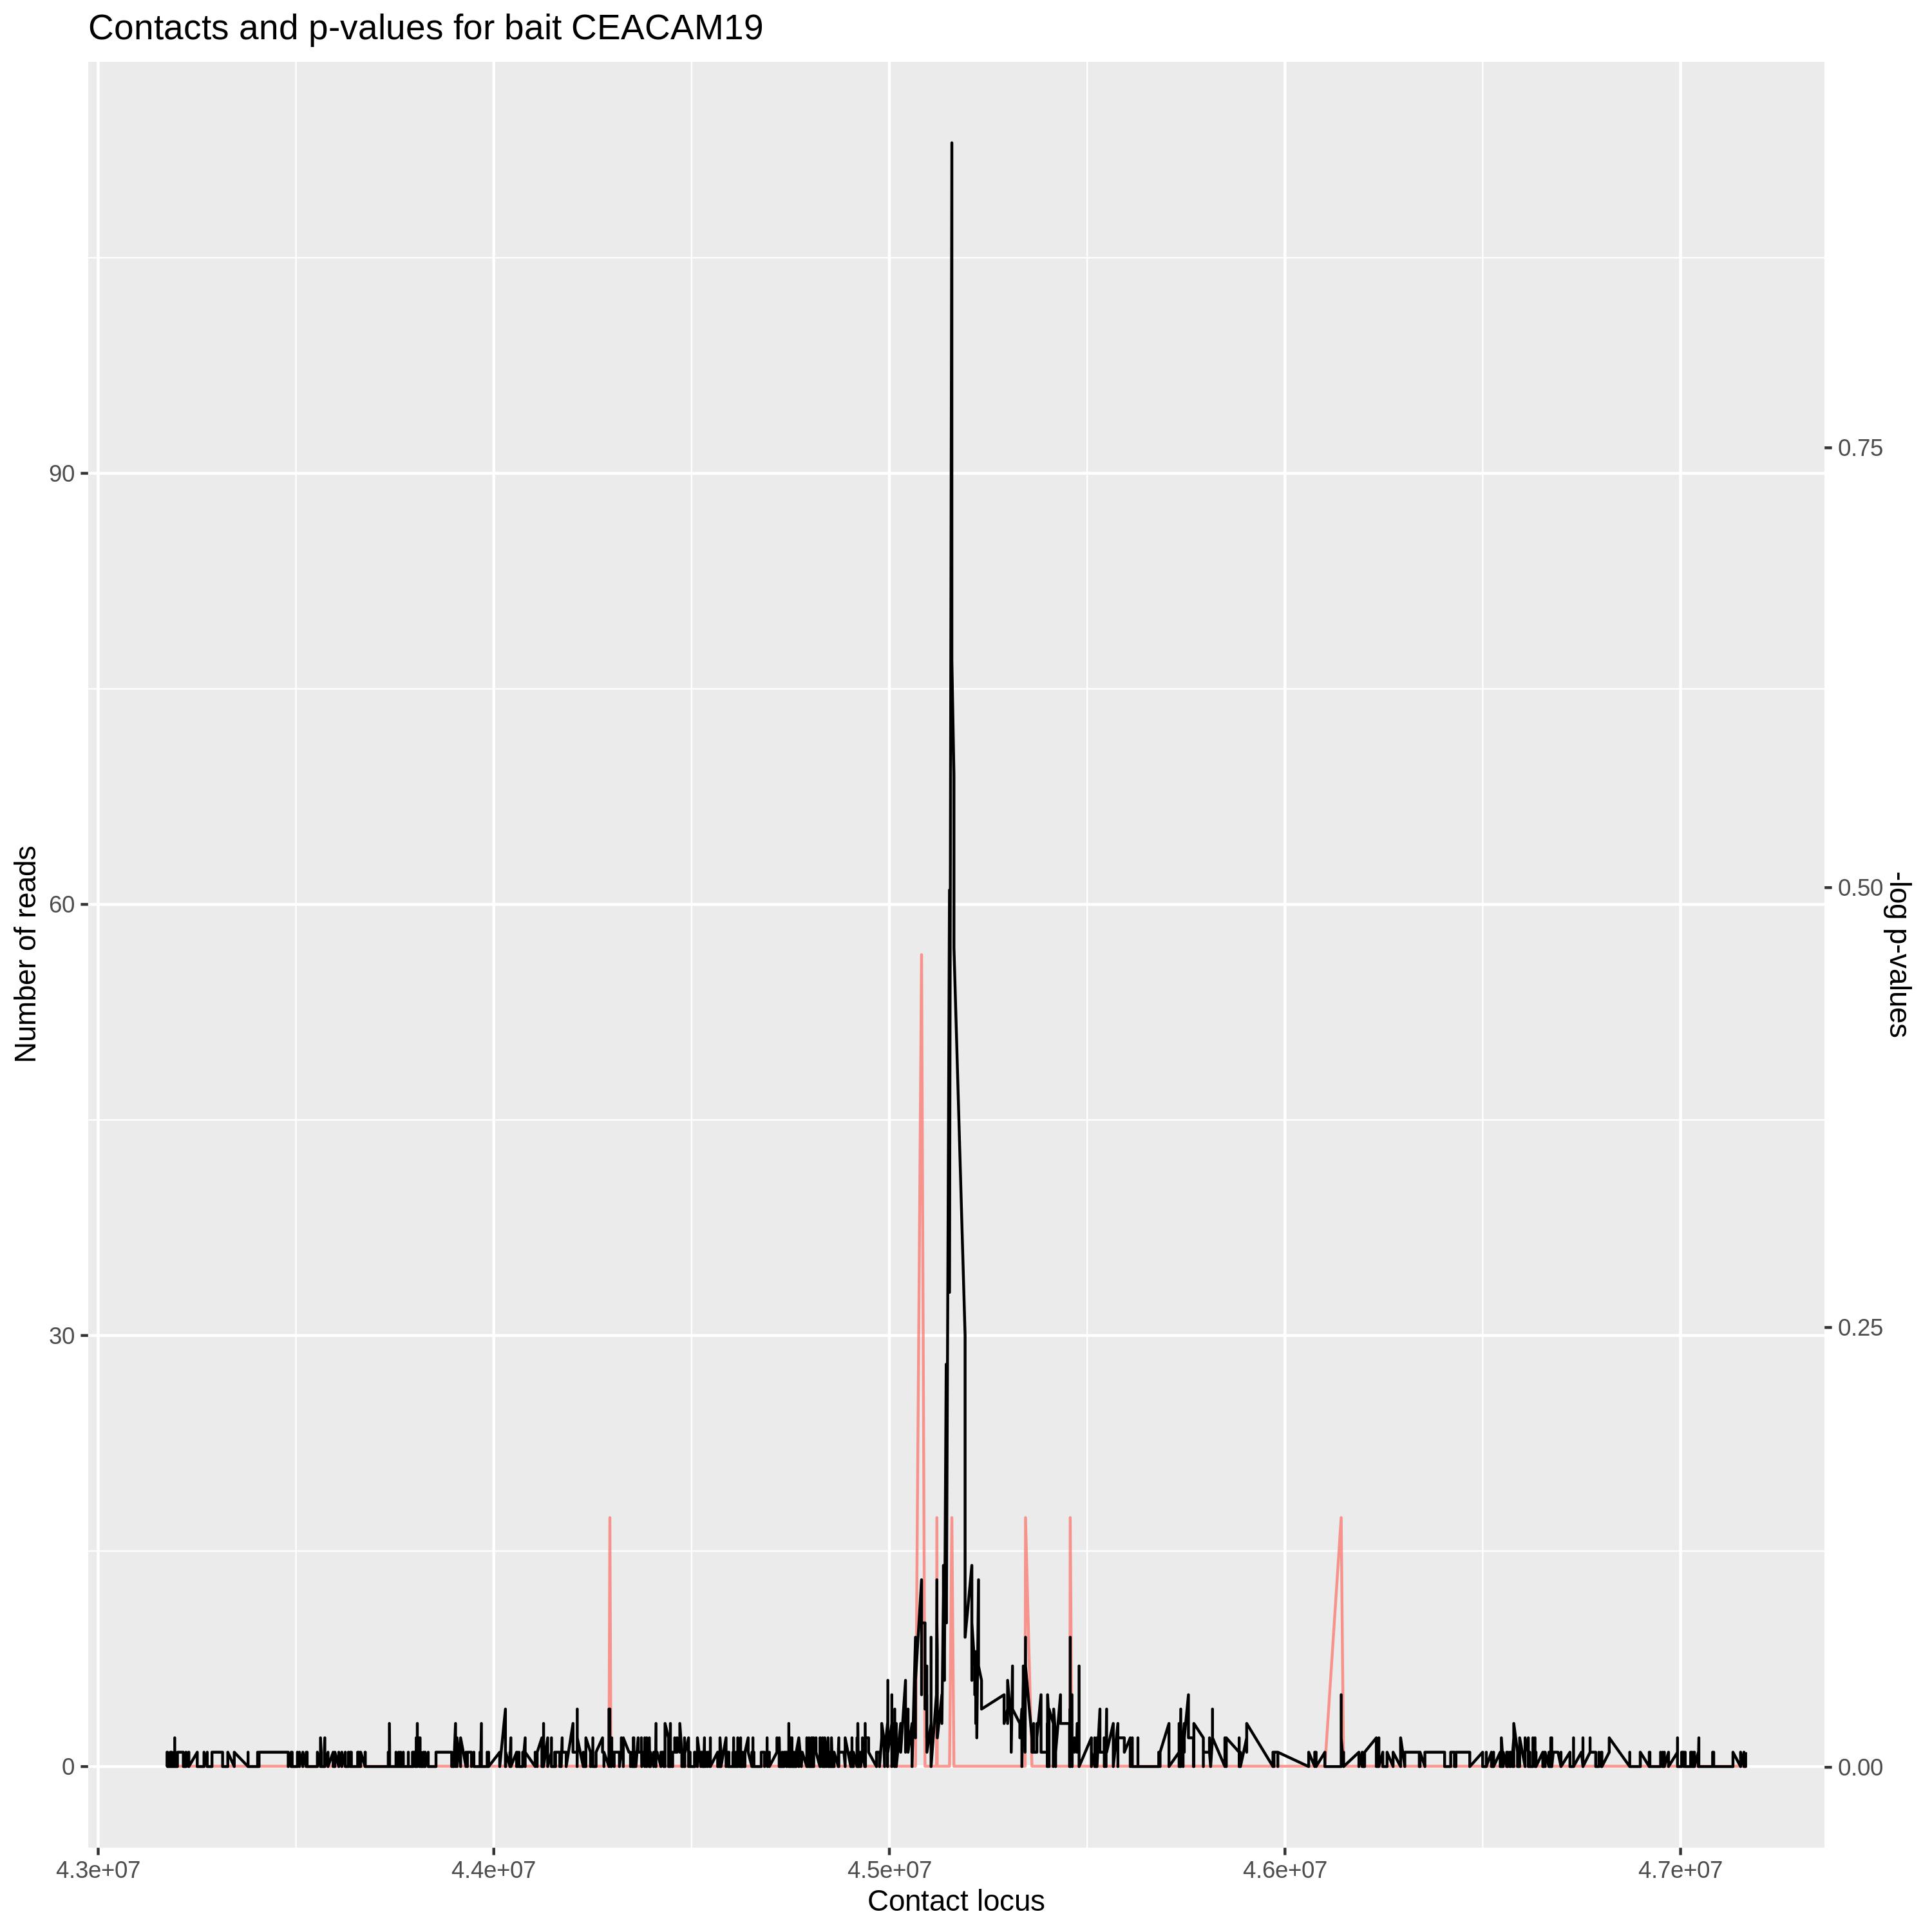 Contacts and p-values for bait CEACAM19
Number of reads
90
60
30
0
0.75
0.50
0.25
0.00
-log p-values
4.3e+07
4.4e+07
4.5e+07
4.6e+07
4.7e+07
Contact locus